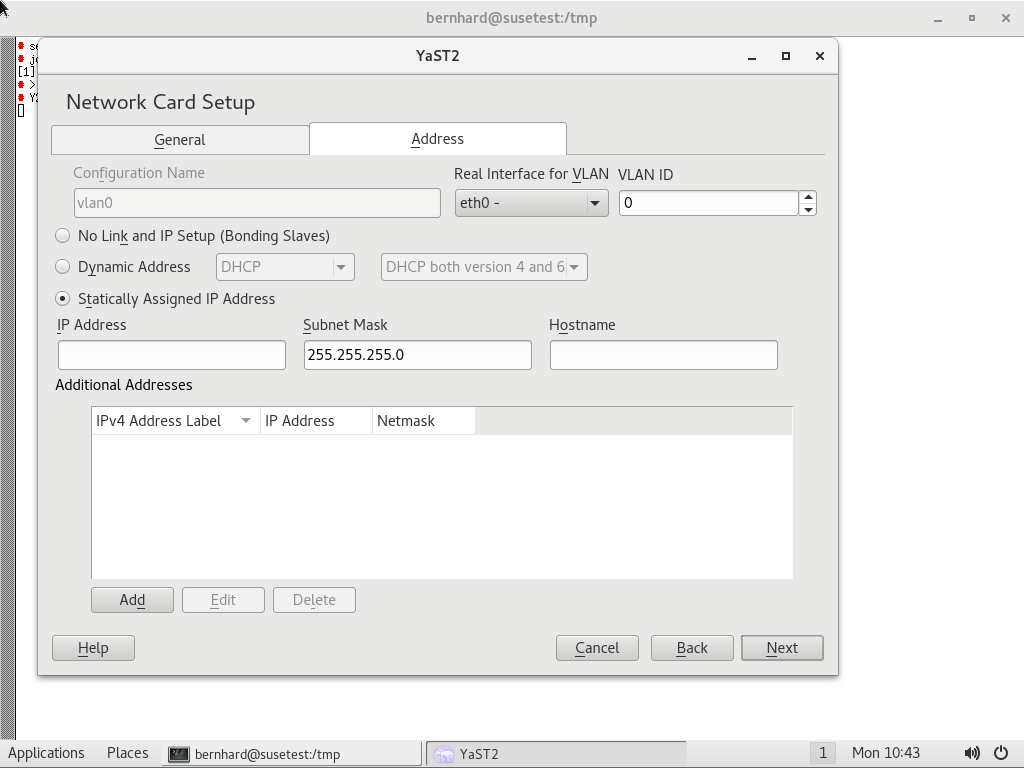 bernhard@susetest:/tmp
YaST2
[1]
>
Network Card Setup
General Address
Configuration Name Real Interface for VLAN VLAN ID
vlan0 eth0 - 0
No Link and IP Setup (Bonding Slaves)
Dynamic Address DHCP DHCP both version 4 and 6
Statically Assigned IP Address
IP Address Subnet Mask Hostname
255.255.255.0
Additional Addresses
IPv4 Address Label IP Address Netmask
Add Edit Delete
Help Cancel Back Next
Applications Places bernhard@susetest:/tmp YaST2 1 Mon 10:43